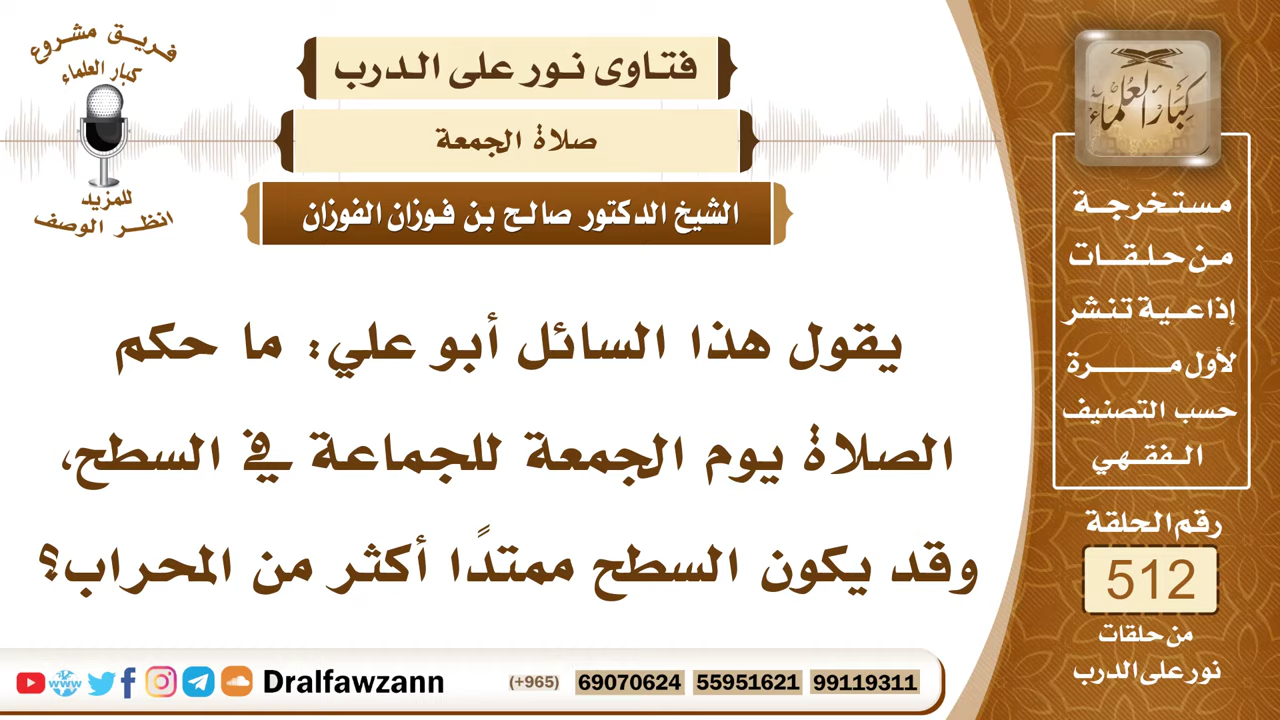 فريق مشروع
كبار العلماء
للمزيد
انظر الوصف
فتاوى نور على الدرب
صلاة الجمعة
الشيخ الدكتور صالح بن فوزان الفوزان
يقول هذا السائل أبو علي: ما حكم
الصلاة يوم الجمعة للجماعة في السطح،
وقد يكون السطح ممتدًا أكثر من المحراب؟
كبار العلماء
مستخرجة
من حلقات
إذاعية تنشر
لأول مرة
حسب التصنيف
الفقهي
رقم الحلقة
512
من حلقات
نور على الدرب
www Dralfawzann (+965) 69070624 55951621 99119311